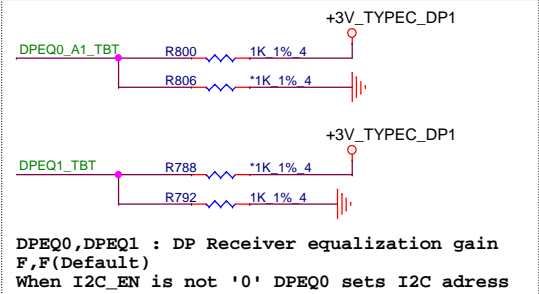 +3V_TYPEC_DP1
DPEQ0_A1_TBT R800 1K_1%_4
R806 *1K_1%_4
+3V_TYPEC_DP1
DPEQ1_TBT R788 *1K_1%_4
R792 1K_1%_4
DPEQ0,DPEQ1 : DP Receiver equalization gain
F,F(Default)
When I2C_EN is not '0' DPEQ0 sets I2C adress